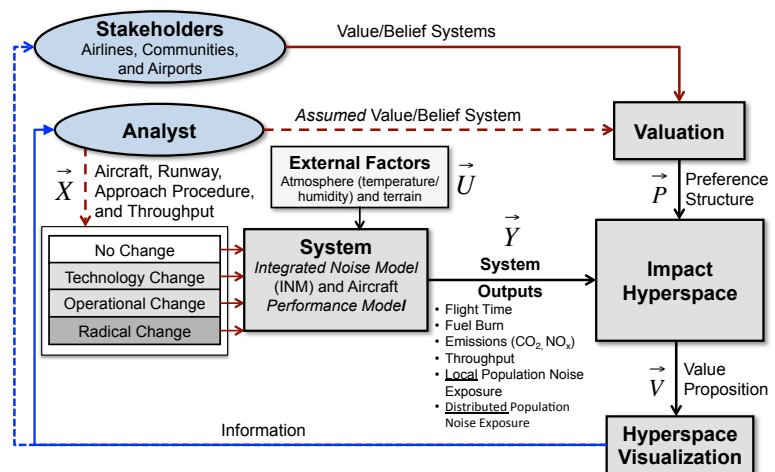 Stakeholders
Airlines, Communities,
and Airports
Value/Belief Systems
Analyst
Assumed Value/Belief System
Valuation
X
Aircraft, Runway,
Approach Procedure,
and Throughput
External Factors
Atmosphere (temperature/
humidity) and terrain
U
P
Preference
Structure
No Change
Technology Change
Operational Change
Radical Change
System
Integrated Noise Model
(INM) and Aircraft
Performance Model
Y
System
Outputs
• Flight Time
• Fuel Burn
• Emissions (CO2, NOx)
• Throughput
• Local Population Noise
Exposure
• Distributed Population
Noise Exposure
Impact
Hyperspace
V
Value
Proposition
Information
Hyperspace
Visualization